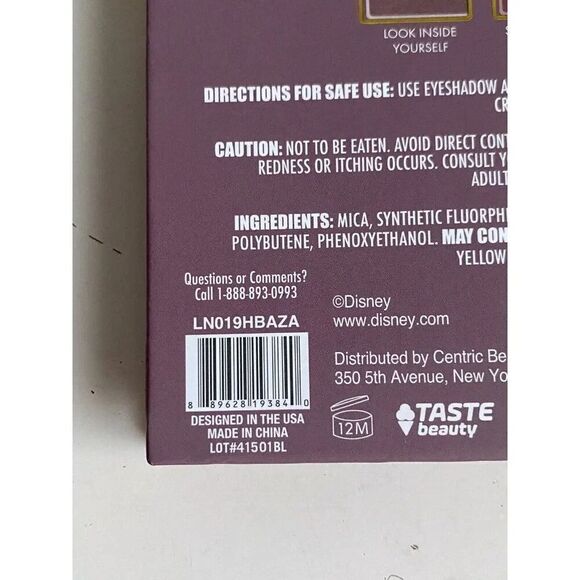 LOOK INSIDE
YOURSELF
S
DIRECTIONS FOR SAFE USE: USE EYESHADOW A
CR
CAUTION: NOT TO BE EATEN. AVOID DIRECT CONT
REDNESS OR ITCHING OCCURS. CONSULT Y
ADULT
INGREDIENTS: MICA, SYNTHETIC FLUORPH
POLYBUTENE, PHENOXYETHANOL. MAY CON
YELLOW
Questions or Comments?
Call 1-888-893-0993
LN019HBAZA
8 89628 19384 0
DESIGNED IN THE USA
MADE IN CHINA
LOT#41501BL
©Disney
www.disney.com
Distributed by Centric Be
350 5th Avenue, New Yo
12M
TASTE
beauty